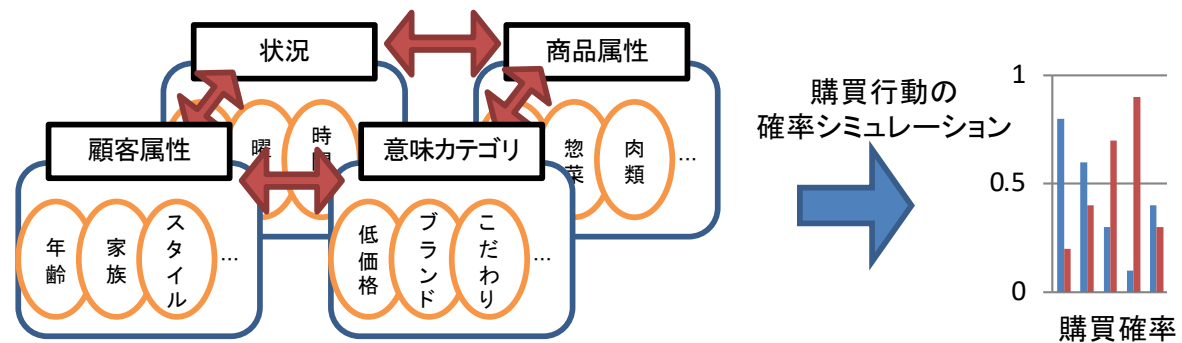 状況
商品属性
顧客属性
意味カテゴリ
曜
時
惣菜
肉類
…
年齢
家族
スタイル
…
低価格
ブランド
こだわり
…
購買行動の
確率シミュレーション
1
0.5
0
購買確率